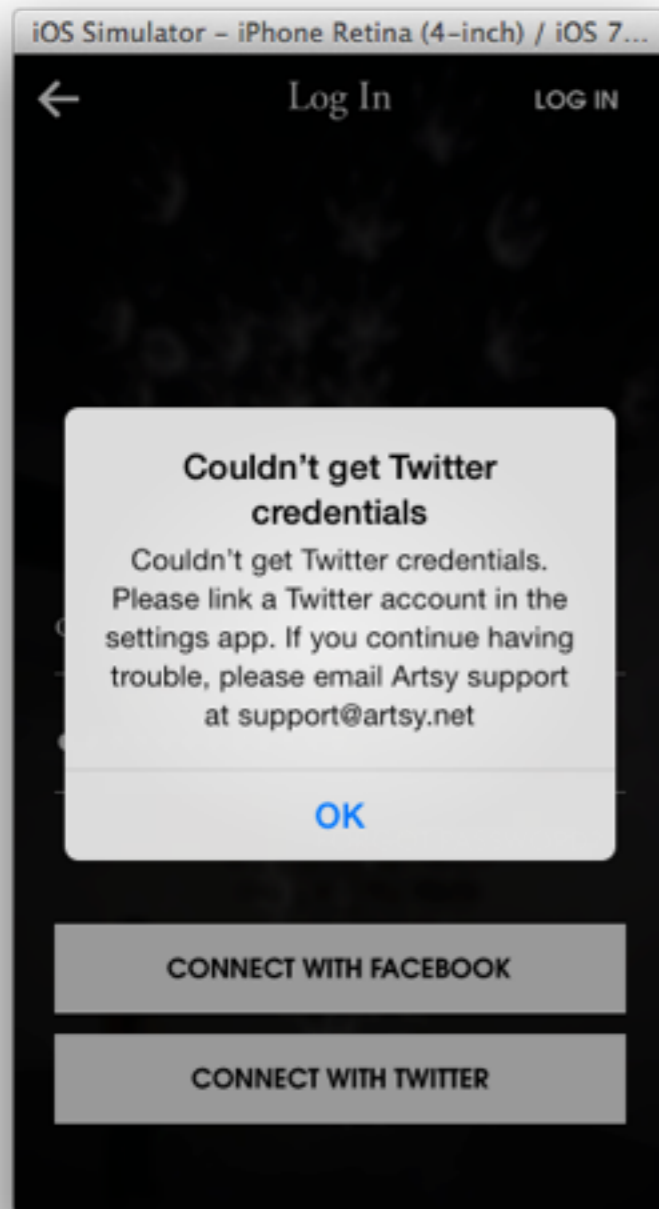 iOS Simulator – iPhone Retina (4-inch) / iOS 7...
Log In
LOG IN
Couldn't get Twitter
credentials
Couldn't get Twitter credentials.
Please link a Twitter account in the
settings app. If you continue having
trouble, please email Artsy support
at support@artsy.net
OK
CONNECT WITH FACEBOOK
CONNECT WITH TWITTER